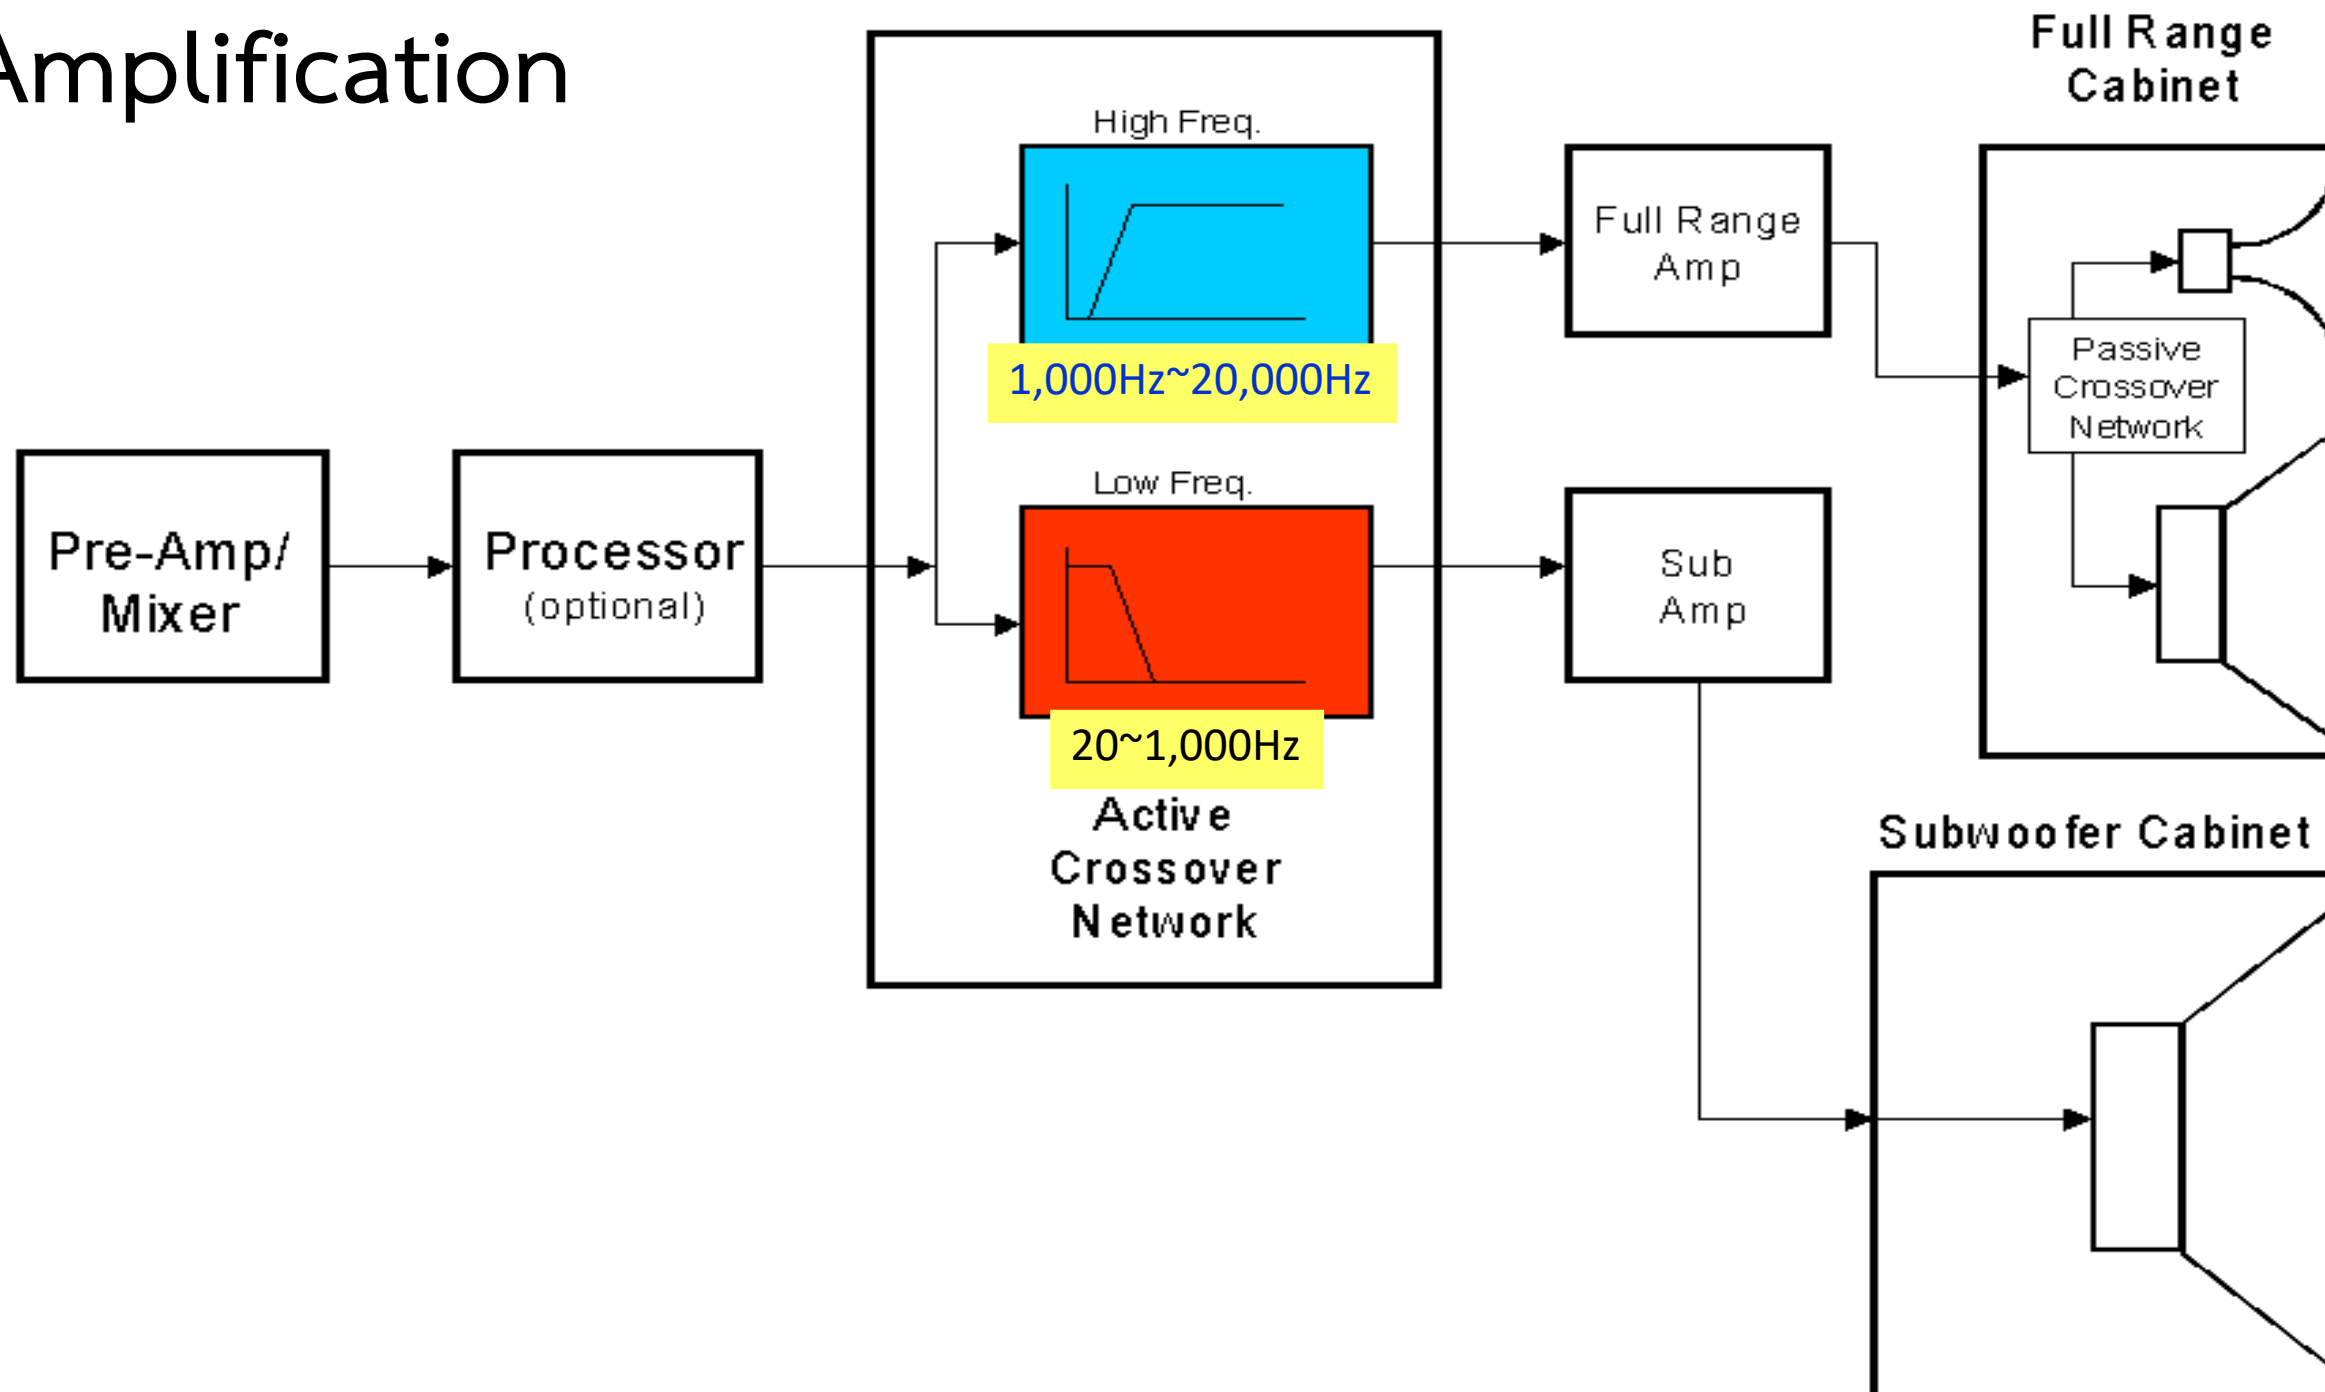 Amplification
Full Range
Cabinet
High Freq.
1,000Hz~20,000Hz
Full Range
Amp
Passive
Crossover
Network
Pre-Amp/
Mixer
Processor
(optional)
Low Freq.
20~1,000Hz
Sub
Amp
Active
Crossover
Network
Subwoofer Cabinet